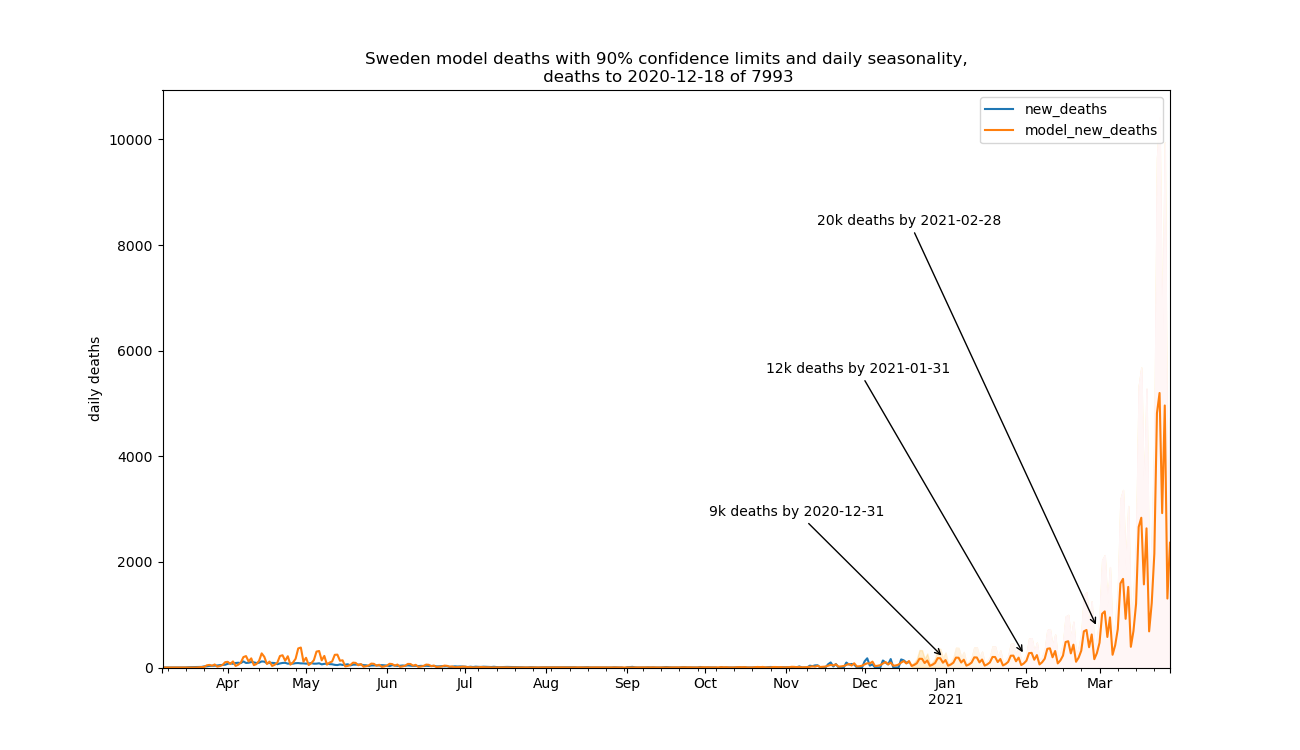 Sweden model deaths with 90% confidence limits and daily seasonality,
deaths to 2020-12-18 of 7993
new_deaths
model_new_deaths
10000
8000
6000
4000
2000
0
daily deaths
20k deaths by 2021-02-28
12k deaths by 2021-01-31
9k deaths by 2020-12-31
Apr May Jun Jul Aug Sep Oct Nov Dec Jan Feb Mar
2021